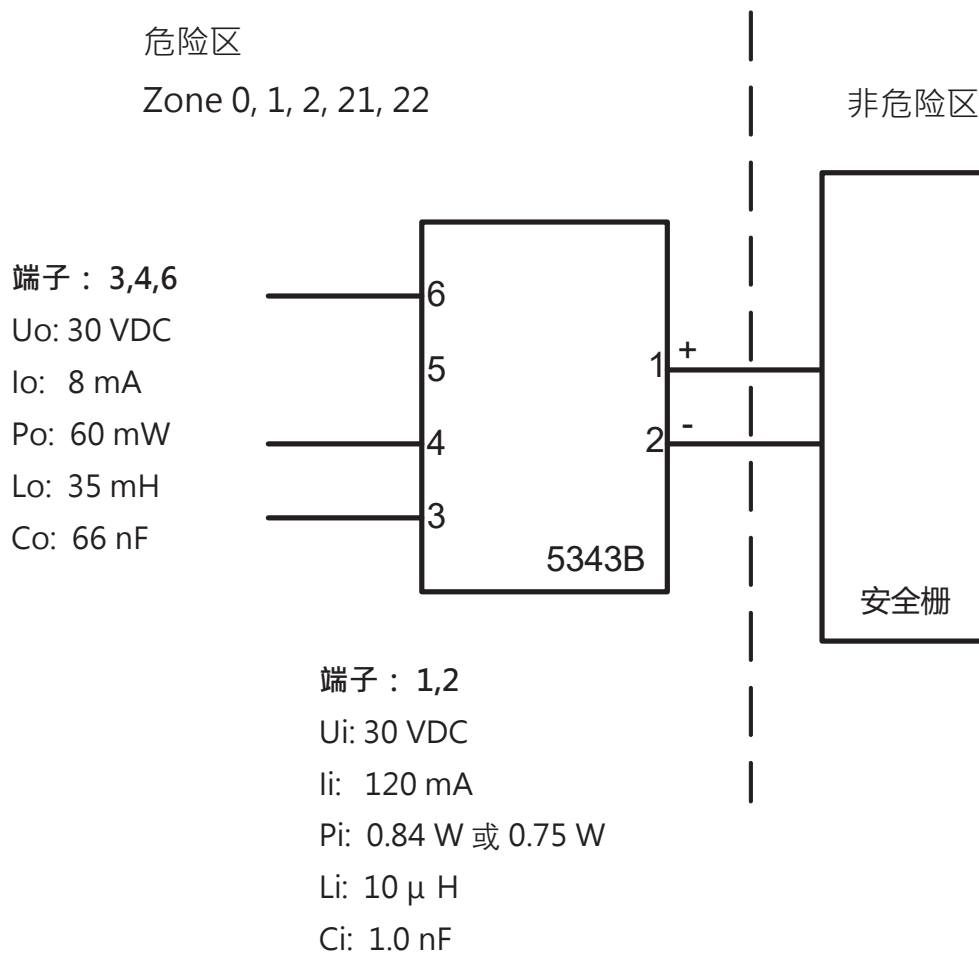 危险区
Zone 0, 1, 2, 21, 22
非危险区
端子： 3,4,6
Uo: 30 VDC
Io: 8 mA
Po: 60 mW
Lo: 35 mH
Co: 66 nF
6
5
4
3
1 +
2 -
5343B
安全栅
端子： 1,2
Ui: 30 VDC
Ii: 120 mA
Pi: 0.84 W 或 0.75 W
Li: 10 μ H
Ci: 1.0 nF